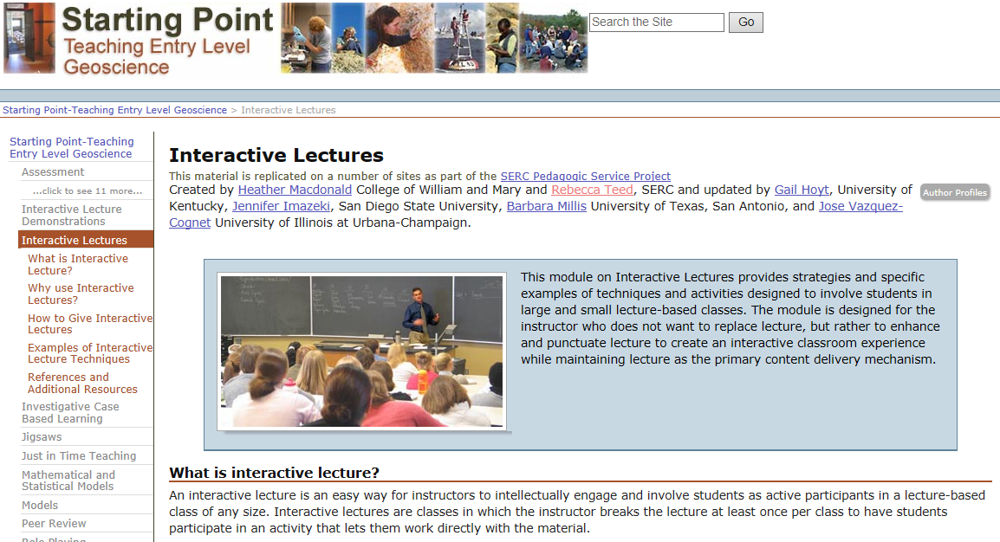 Starting Point
Teaching Entry Level
Geoscience
Search the Site
Go
Starting Point-Teaching Entry Level Geoscience > Interactive Lectures
Starting Point-Teaching
Entry Level Geoscience
Assessment
...click to see 11 more...
Interactive Lecture
Demonstrations
Interactive Lectures
What is Interactive
Lecture?
Why use Interactive
Lectures?
How to Give Interactive
Lectures
Examples of Interactive
Lecture Techniques
References and
Additional Resources
Investigative Case
Based Learning
Jigsaws
Just in Time Teaching
Mathematical and
Statistical Models
Models
Peer Review
Role Playing
Interactive Lectures
This material is replicated on a number of sites as part of the SERC Pedagogic Service Project
Created by Heather Macdonald College of William and Mary and Rebecca Teed, SERC and updated by Gail Hoyt, University of
Kentucky, Jennifer Imazeki, San Diego State University, Barbara Millis University of Texas, San Antonio, and Jose Vazquez-
Cognet University of Illinois at Urbana-Champaign.
Author Profiles
This module on Interactive Lectures provides strategies and specific
examples of techniques and activities designed to involve students in
large and small lecture-based classes. The module is designed for the
instructor who does not want to replace lecture, but rather to enhance
and punctuate lecture to create an interactive classroom experience
while maintaining lecture as the primary content delivery mechanism.
What is interactive lecture?
An interactive lecture is an easy way for instructors to intellectually engage and involve students as active participants in a lecture-based
class of any size. Interactive lectures are classes in which the instructor breaks the lecture at least once per class to have students
participate in an activity that lets them work directly with the material.